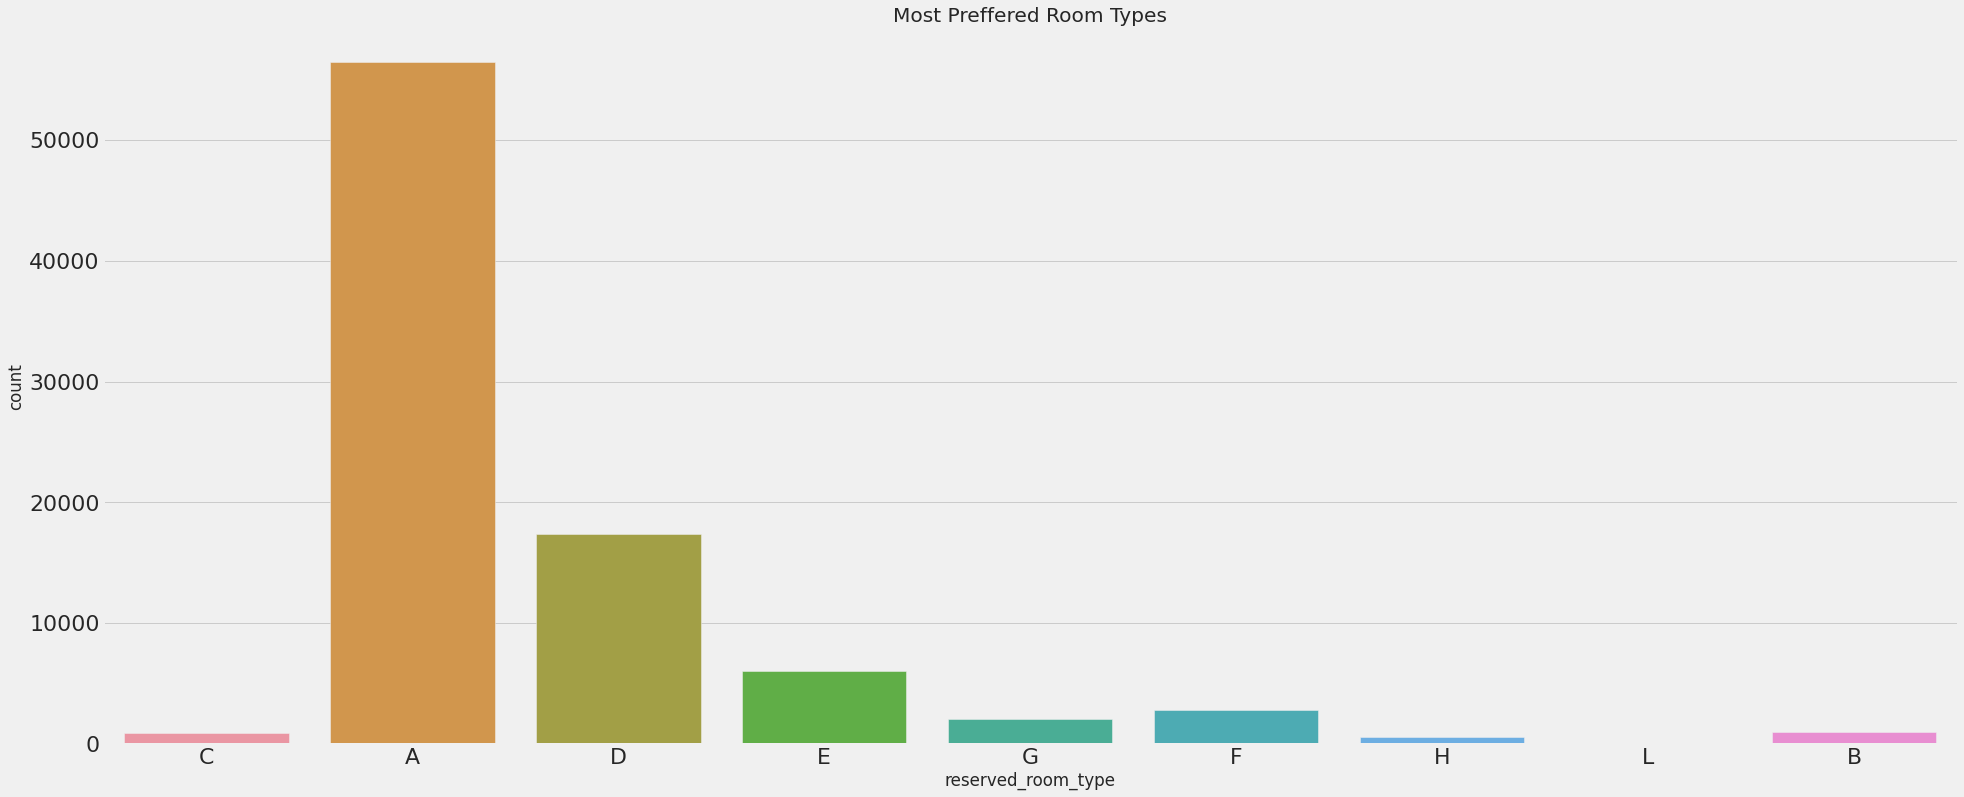 Most Preffered Room Types
count
50000
40000
30000
20000
10000
0
C A D E G F H L B
reserved_room_type